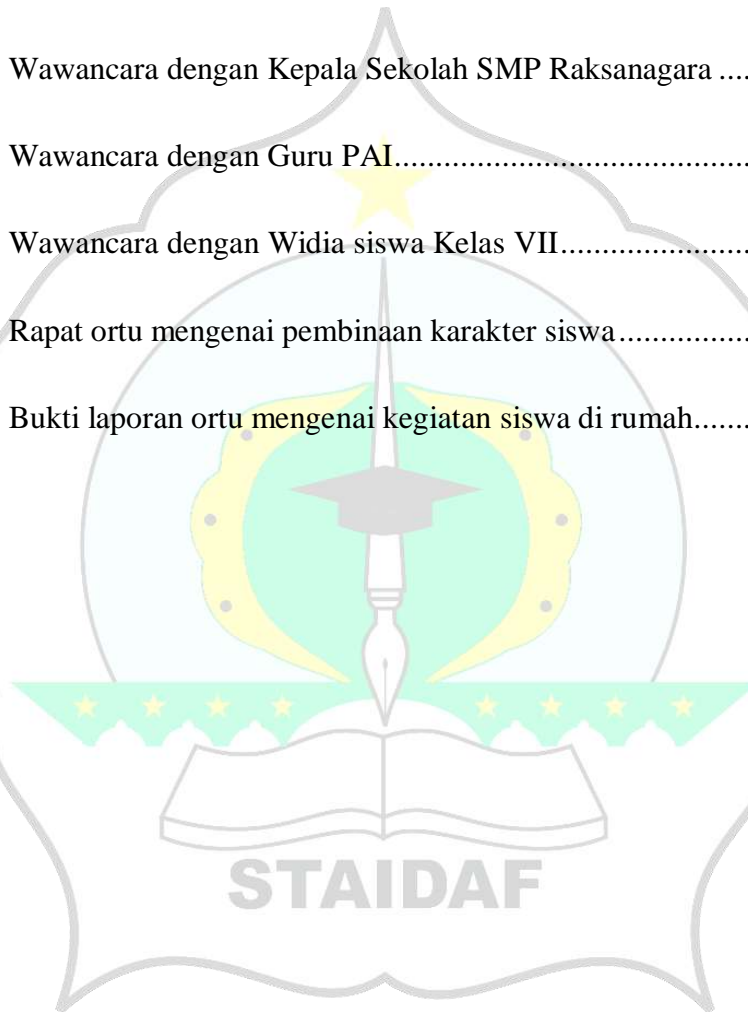 Wawancara dengan Kepala Sekolah SMP Raksanagara ....
Wawancara dengan Guru PAI...........................................
Wawancara dengan Widia siswa Kelas VII.......................
Rapat ortu mengenai pembinaan karakter siswa................
Bukti laporan ortu mengenai kegiatan siswa di rumah.......
STAIDAF